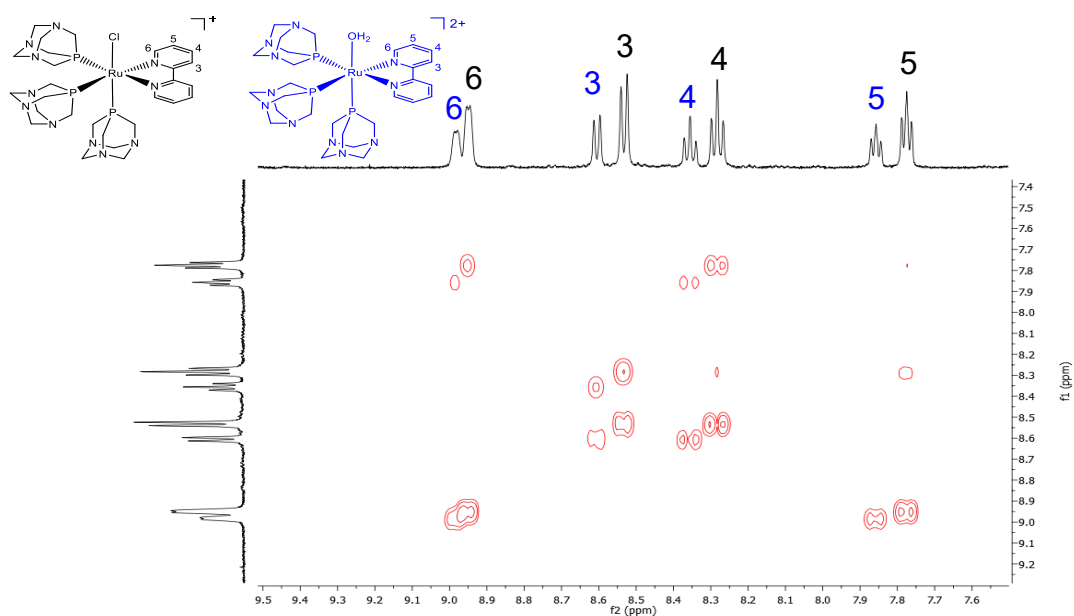 Cl
Ru
P
P
P
N
N
N
N
N
N
N
N
N
N
N
6
5
4
3
+
OH2
Ru
P
P
P
N
N
N
N
N
N
N
N
N
N
N
6
5
4
3
2+
6
6
3
3
4
4
5
5
7.4
7.5
7.6
7.7
7.8
7.9
8.0
8.1
8.2
8.3
8.4
8.5
8.6
8.7
8.8
8.9
9.0
9.1
9.2
f1 (ppm)
9.5 9.4 9.3 9.2 9.1 9.0 8.9 8.8 8.7 8.6 8.5 8.4 8.3 8.2 8.1 8.0 7.9 7.8 7.7 7.6
f2 (ppm)